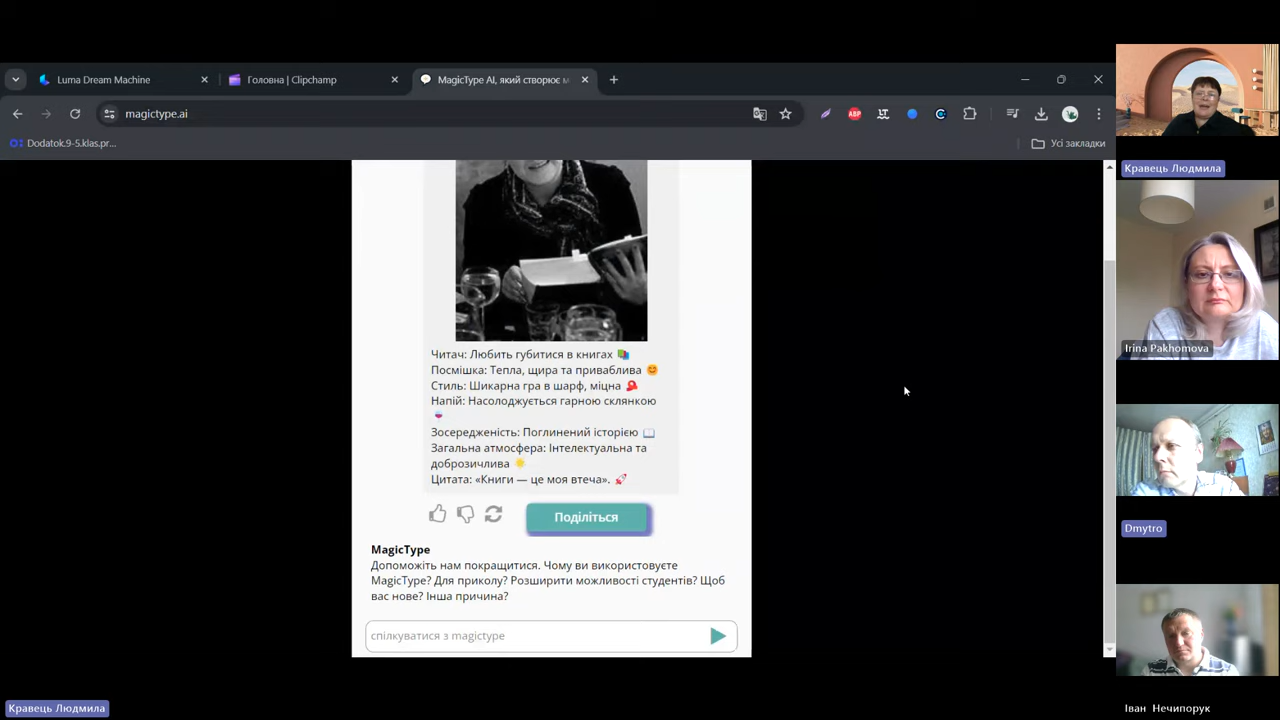 Luma Dream Machine
Головна | Clipchamp
MagicType AI, який створює м
magictype.ai
Dodatok.9-5.klas.pr...
Усі закладки
Читач: Любить губитися в книгах
Посмішка: Тепла, щира та приваблива
Стиль: Шикарна гра в шарф, міцна
Напій: Насолоджується гарною склянкою
Зосередженість: Поглинений історією
Загальна атмосфера: Інтелектуальна та
доброзичлива
Цитата: «Книги — це моя втеча».
Поділіться
MagicType
Допоможіть нам покращитися. Чому ви використовуєте
MagicType? Для приколу? Розширити можливості студентів? Щоб
вас нове? Інша причина?
спілкуватися з magictype
Кравець Людмила
Irina Pakhomova
Dmytro
Іван Нечипорук
Кравець Людмила
ABP